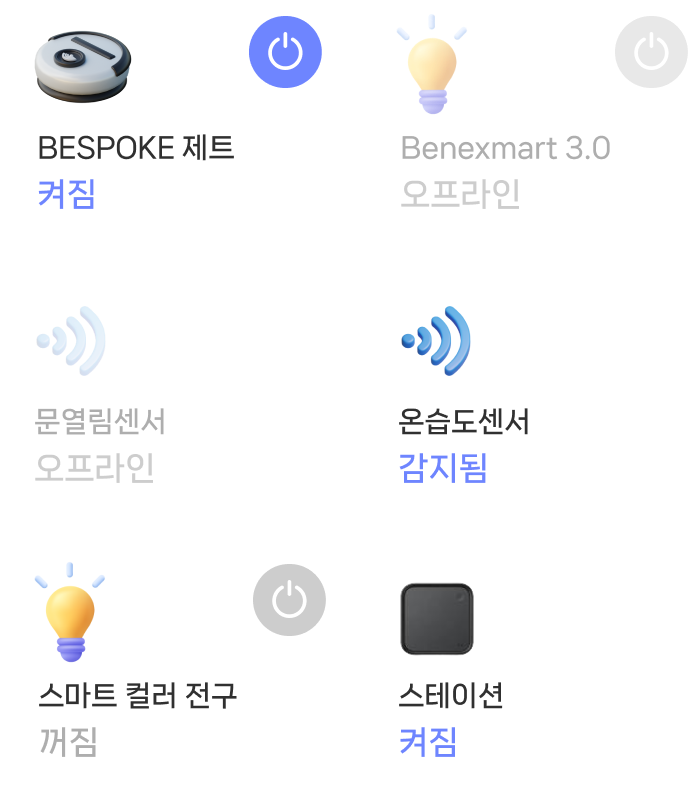 BESPOKE 제트
켜짐
Benexmart 3.0
오프라인
문열림센서
오프라인
온습도센서
감지됨
스마트 컬러 전구
꺼짐
스테이션
켜짐